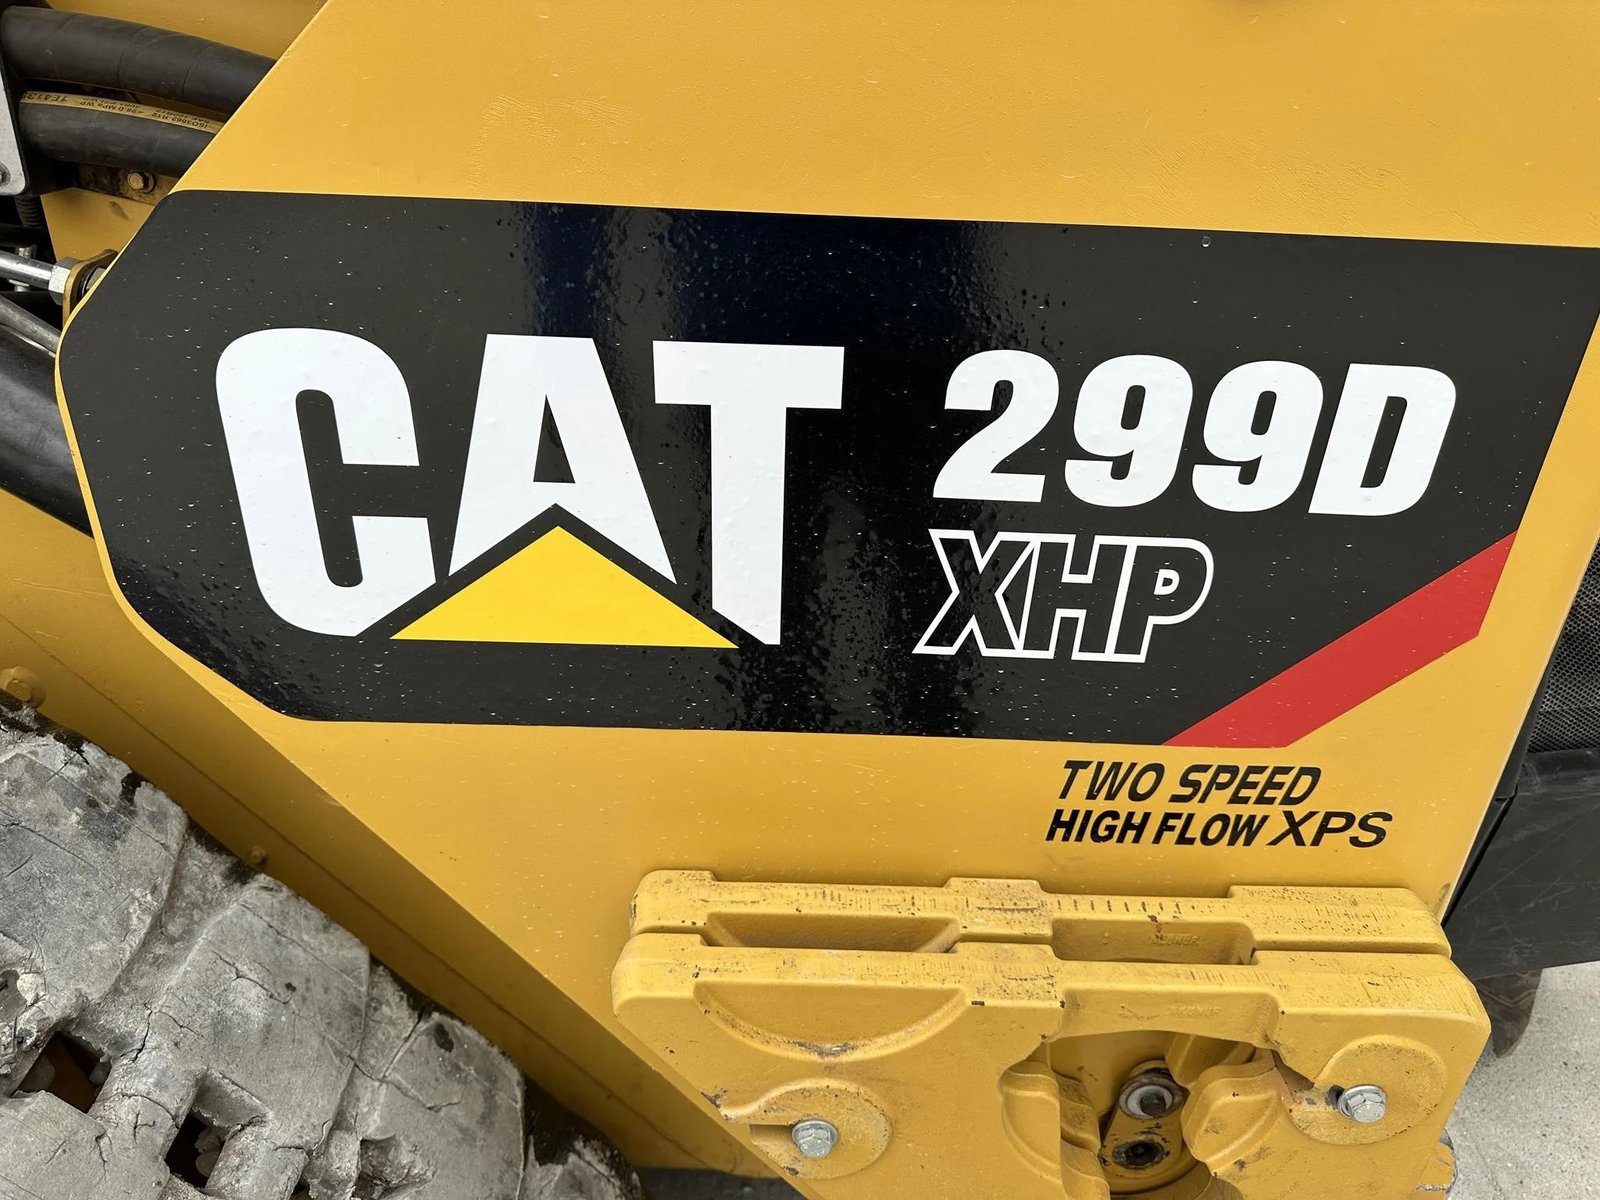 CAT 299D
XHP
TWO SPEED
HIGH FLOW XPS